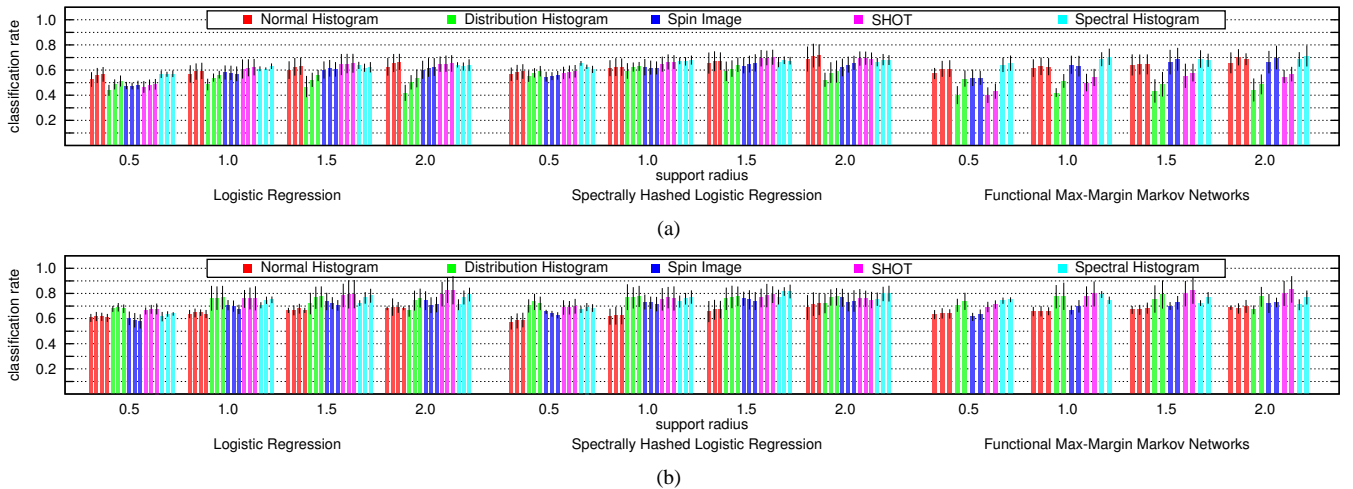 Normal Histogram Distribution Histogram Spin Image SHOT Spectral Histogram
classification rate
1.0
0.8
0.6
0.4
0.2
0.5 1.0 1.5 2.0 0.5 1.0 1.5 2.0 0.5 1.0 1.5 2.0
support radius
Logistic Regression Spectrally Hashed Logistic Regression Functional Max-Margin Markov Networks
(a)
Normal Histogram Distribution Histogram Spin Image SHOT Spectral Histogram
classification rate
1.0
0.8
0.6
0.4
0.2
0.5 1.0 1.5 2.0 0.5 1.0 1.5 2.0 0.5 1.0 1.5 2.0
support radius
Logistic Regression Spectrally Hashed Logistic Regression Functional Max-Margin Markov Networks
(b)